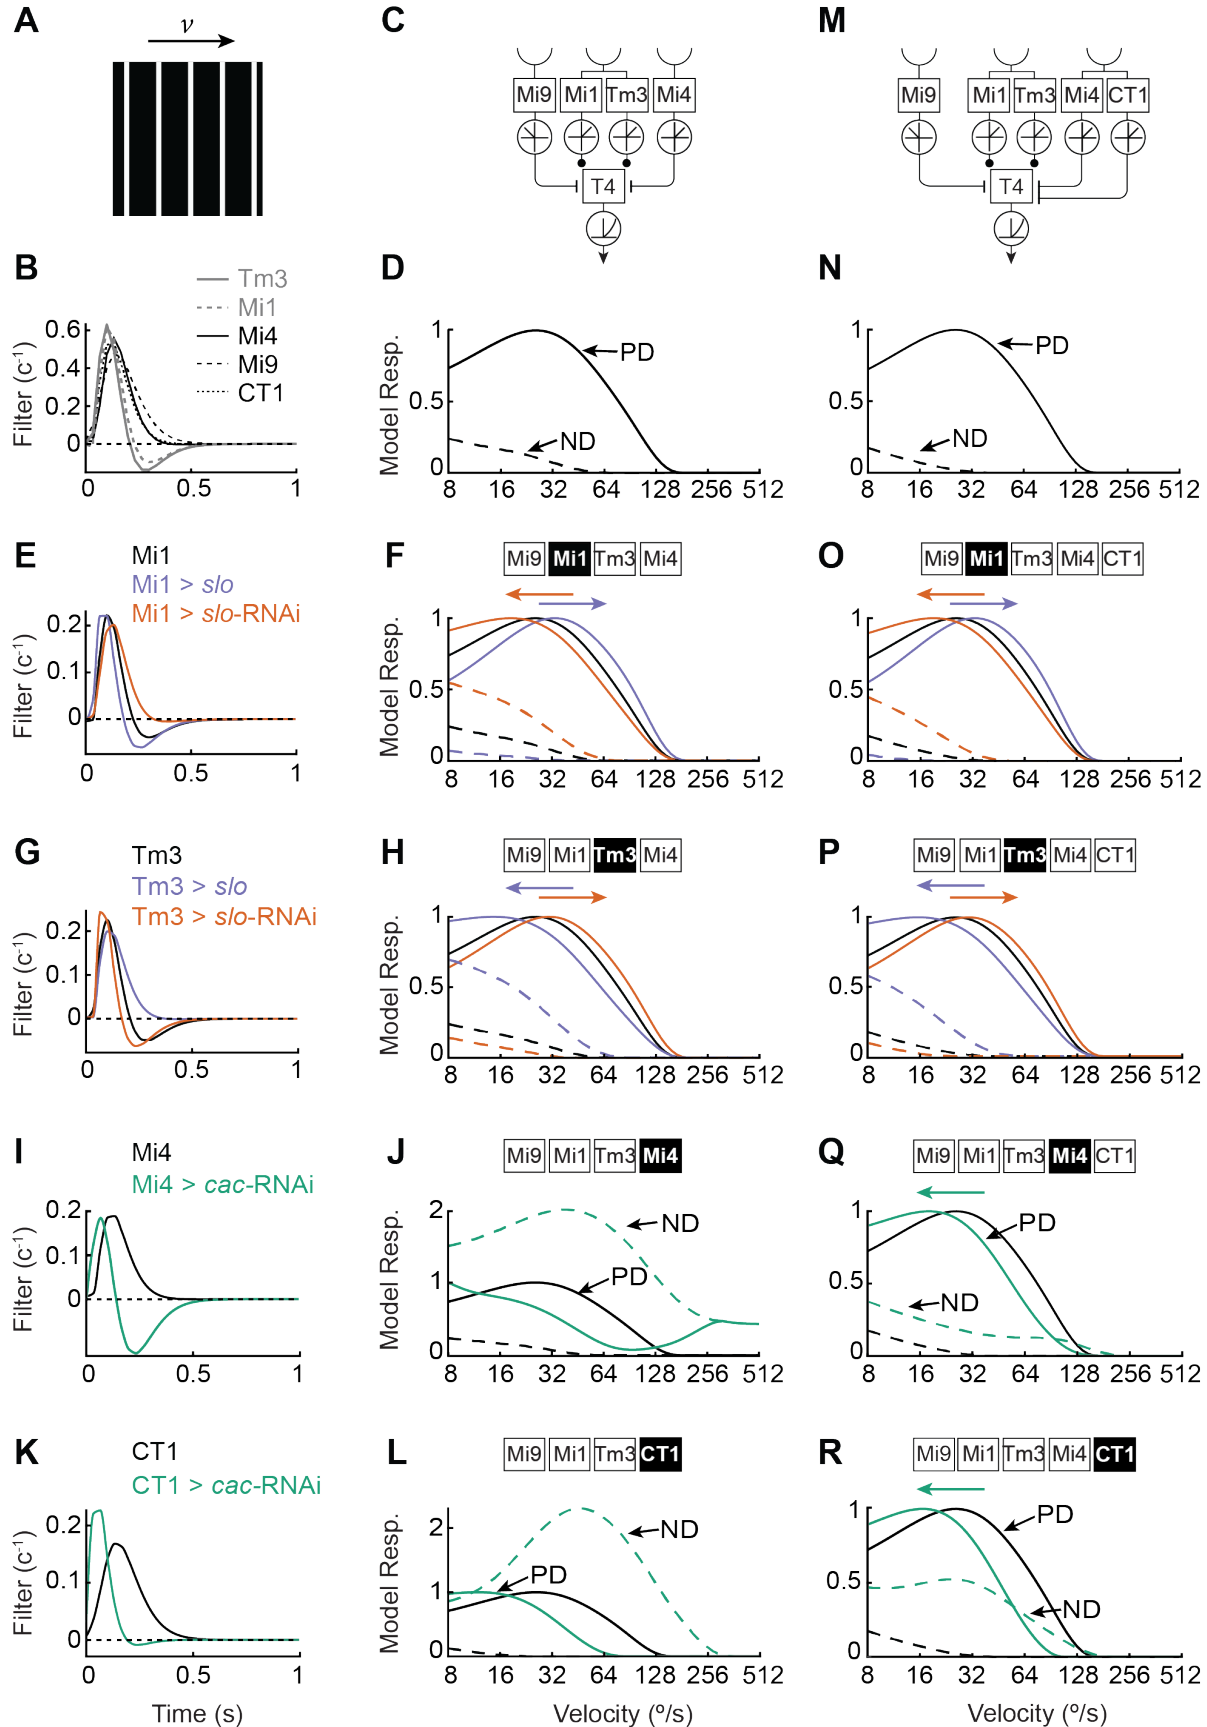 A
ν
B
Tm3
Mi1
Mi4
Mi9
CT1
Filter (c⁻¹)
0.6
0.4
0.2
0
0 0.5 1
C
Mi9 Mi1 Tm3 Mi4
T4
D
Model Resp.
1
0.5
0
PD
ND
8 16 32 64 128 256 512
M
Mi9 Mi1 Tm3 Mi4 CT1
T4
N
1
0.5
0
PD
ND
8 16 32 64 128 256 512
E
Mi1
Mi1 > slo
Mi1 > slo-RNAi
Filter (c⁻¹)
0.2
0.1
0
0 0.5 1
F
Mi9 Mi1 Tm3 Mi4
Model Resp.
1
0.5
0
8 16 32 64 128 256 512
O
Mi9 Mi1 Tm3 Mi4 CT1
1
0.5
0
8 16 32 64 128 256 512
G
Tm3
Tm3 > slo
Tm3 > slo-RNAi
Filter (c⁻¹)
0.2
0.1
0
0 0.5 1
H
Mi9 Mi1 Tm3 Mi4
Model Resp.
1
0.5
0
8 16 32 64 128 256 512
P
Mi9 Mi1 Tm3 Mi4 CT1
1
0.5
0
8 16 32 64 128 256 512
I
Mi4
Mi4 > cac-RNAi
Filter (c⁻¹)
0.2
0.1
0
0 0.5 1
J
Mi9 Mi1 Tm3 Mi4
Model Resp.
2
1
0
ND
PD
8 16 32 64 128 256 512
Q
Mi9 Mi1 Tm3 Mi4 CT1
1
0.5
0
PD
ND
8 16 32 64 128 256 512
K
CT1
CT1 > cac-RNAi
Filter (c⁻¹)
0.2
0.1
0
0 0.5 1
Time (s)
L
Mi9 Mi1 Tm3 CT1
Model Resp.
2
1
0
ND
PD
8 16 32 64 128 256 512
Velocity (º/s)
R
Mi9 Mi1 Tm3 Mi4 CT1
1
0.5
0
PD
ND
8 16 32 64 128 256 512
Velocity (º/s)